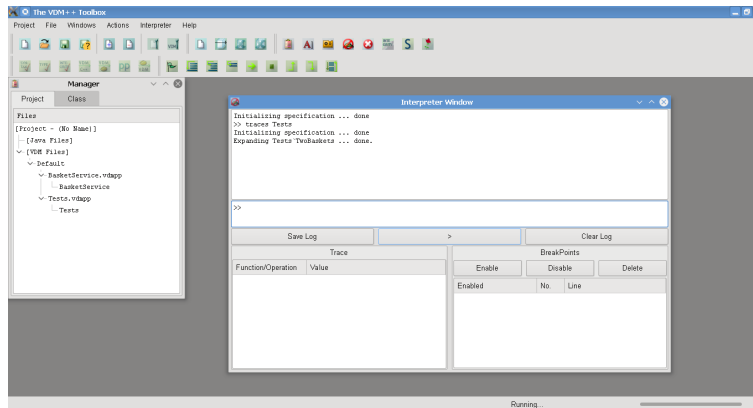 The VDM++ Toolbox
Project File Windows Actions Interpreter Help
Manager
Project Class
Files
[Project - (No Name)]
[Java Files]
[VDM Files]
Default
BasketService.vdmpp
BasketService
Tests.vdmpp
Tests
Interpreter Window
Initializing specification ... done
>> traces Tests
Initializing specification ... done
Expanding Tests`TwoBaskets ... done.
>>
Save Log > Clear Log
Trace
Function/Operation Value
BreakPoints
Enable Disable Delete
Enabled No. Line
Running...